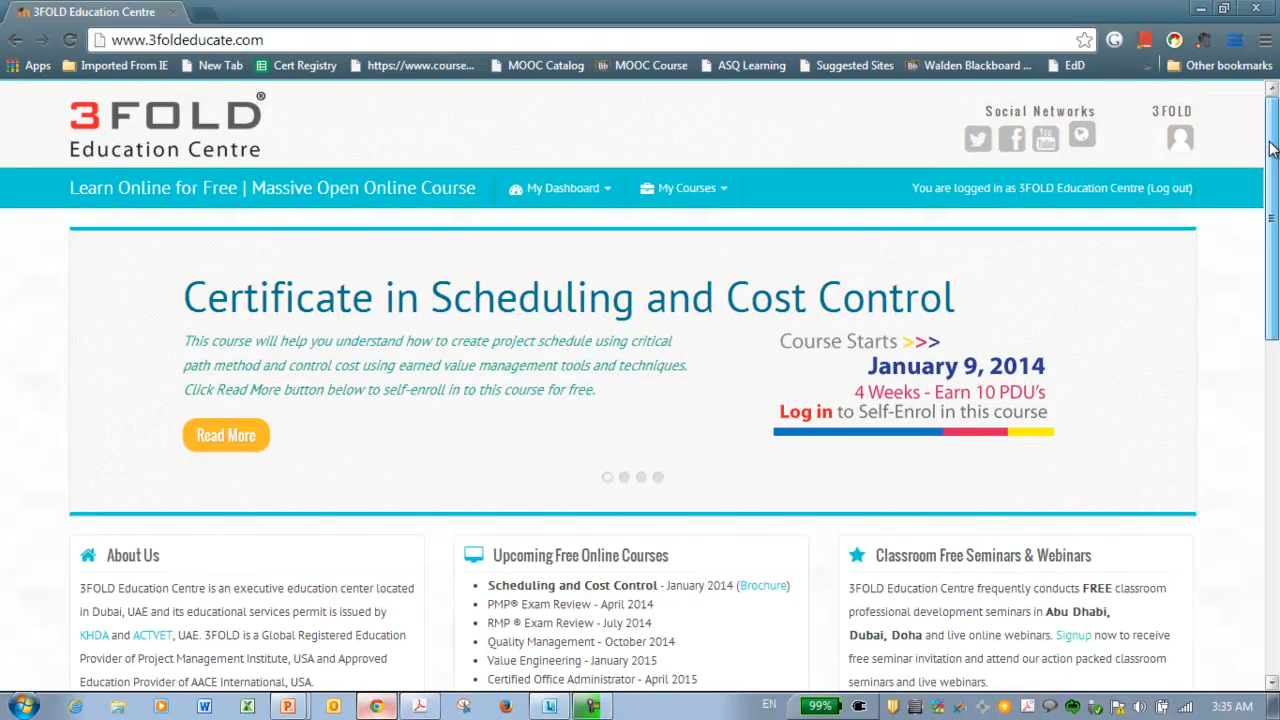 3FOLD Education Centre
www.3foldeducate.com
Apps Imported From IE New Tab Cert Registry https://www.course... MOOC Catalog Bb MOOC Course ASQ Learning Suggested Sites Bb Walden Blackboard ... EdD » Other bookmarks
3FOLD®
Education Centre
Social Networks
3FOLD
You Tube
Learn Online for Free | Massive Open Online Course My Dashboard My Courses You are logged in as 3FOLD Education Centre (Log out)
Certificate in Scheduling and Cost Control
This course will help you understand how to create project schedule using critical
path method and control cost using earned value management tools and techniques.
Click Read More button below to self-enroll in to this course for free.
Read More
Course Starts >>>
January 9, 2014
4 Weeks - Earn 10 PDU's
Log in to Self-Enrol in this course
About Us
3FOLD Education Centre is an executive education center located
in Dubai, UAE and its educational services permit is issued by
KHDA and ACTVET, UAE. 3FOLD is a Global Registered Education
Provider of Project Management Institute, USA and Approved
Education Provider of AACE International, USA.
Upcoming Free Online Courses
• Scheduling and Cost Control - January 2014 (Brochure)
• PMP® Exam Review - April 2014
• RMP ® Exam Review - July 2014
• Quality Management - October 2014
• Value Engineering - January 2015
• Certified Office Administrator - April 2015
Classroom Free Seminars & Webinars
3FOLD Education Centre frequently conducts FREE classroom
professional development seminars in Abu Dhabi,
Dubai, Doha and live online webinars. Signup now to receive
free seminar invitation and attend our action packed classroom
seminars and live webinars.
EN 99% 3:35 AM